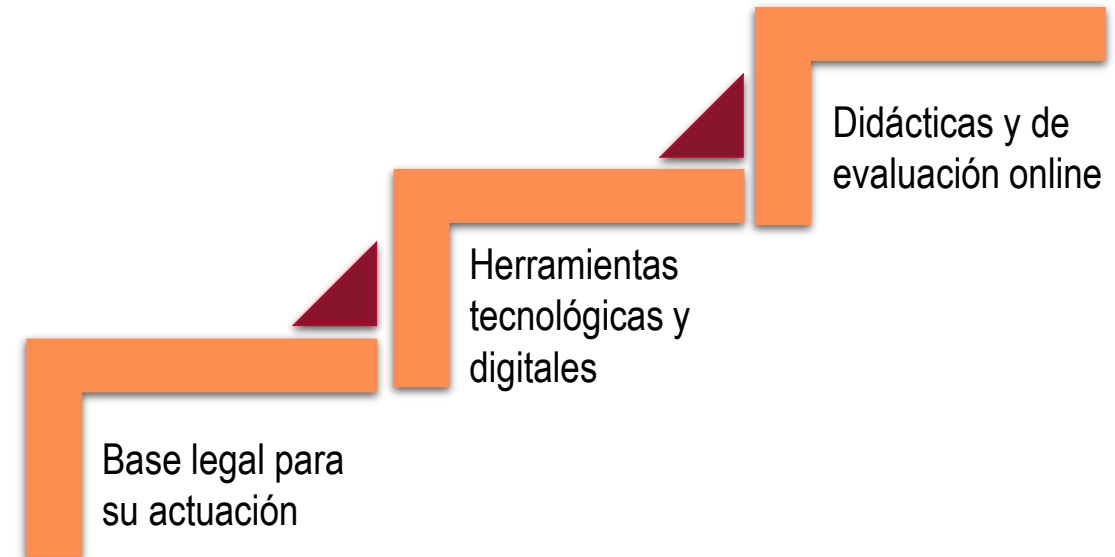 Didácticas y de
evaluación online
Herramientas
tecnológicas y
digitales
Base legal para
su actuación